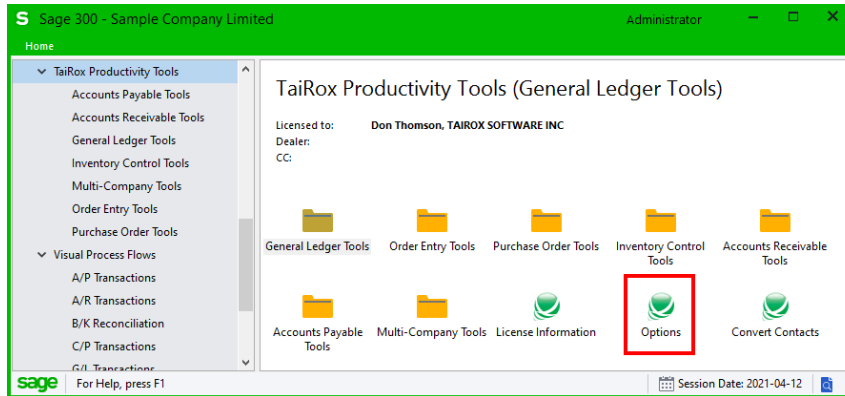 S Sage 300 - Sample Company Limited
Administrator
Home
TaiRox Productivity Tools
Accounts Payable Tools
Accounts Receivable Tools
General Ledger Tools
Inventory Control Tools
Multi-Company Tools
Order Entry Tools
Purchase Order Tools
Visual Process Flows
A/P Transactions
A/R Transactions
B/K Reconciliation
C/P Transactions
G/L Transactions
TaiRox Productivity Tools (General Ledger Tools)
Licensed to: Don Thomson, TAIROX SOFTWARE INC
Dealer:
CC:
General Ledger Tools
Order Entry Tools
Purchase Order Tools
Inventory Control
Tools
Accounts Receivable
Tools
Accounts Payable
Tools
Multi-Company Tools
License Information
Options
Convert Contacts
sage For Help, press F1
Session Date: 2021-04-12